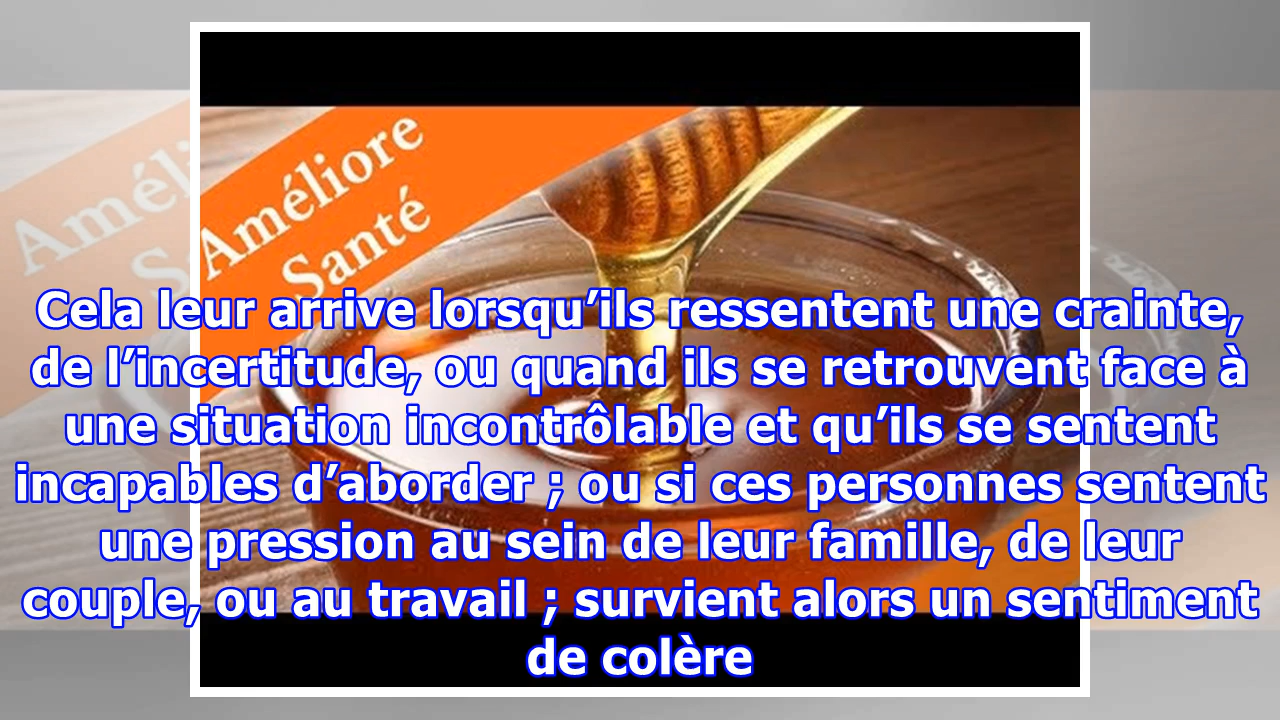 Améliore
Santé
Cela leur arrive lorsqu’ils ressentent une crainte,
de l’incertitude, ou quand ils se retrouvent face à
une situation incontrôlable et qu’ils se sentent
incapables d’aborder ; ou si ces personnes sentent
une pression au sein de leur famille, de leur
couple, ou au travail ; survient alors un sentiment
de colère